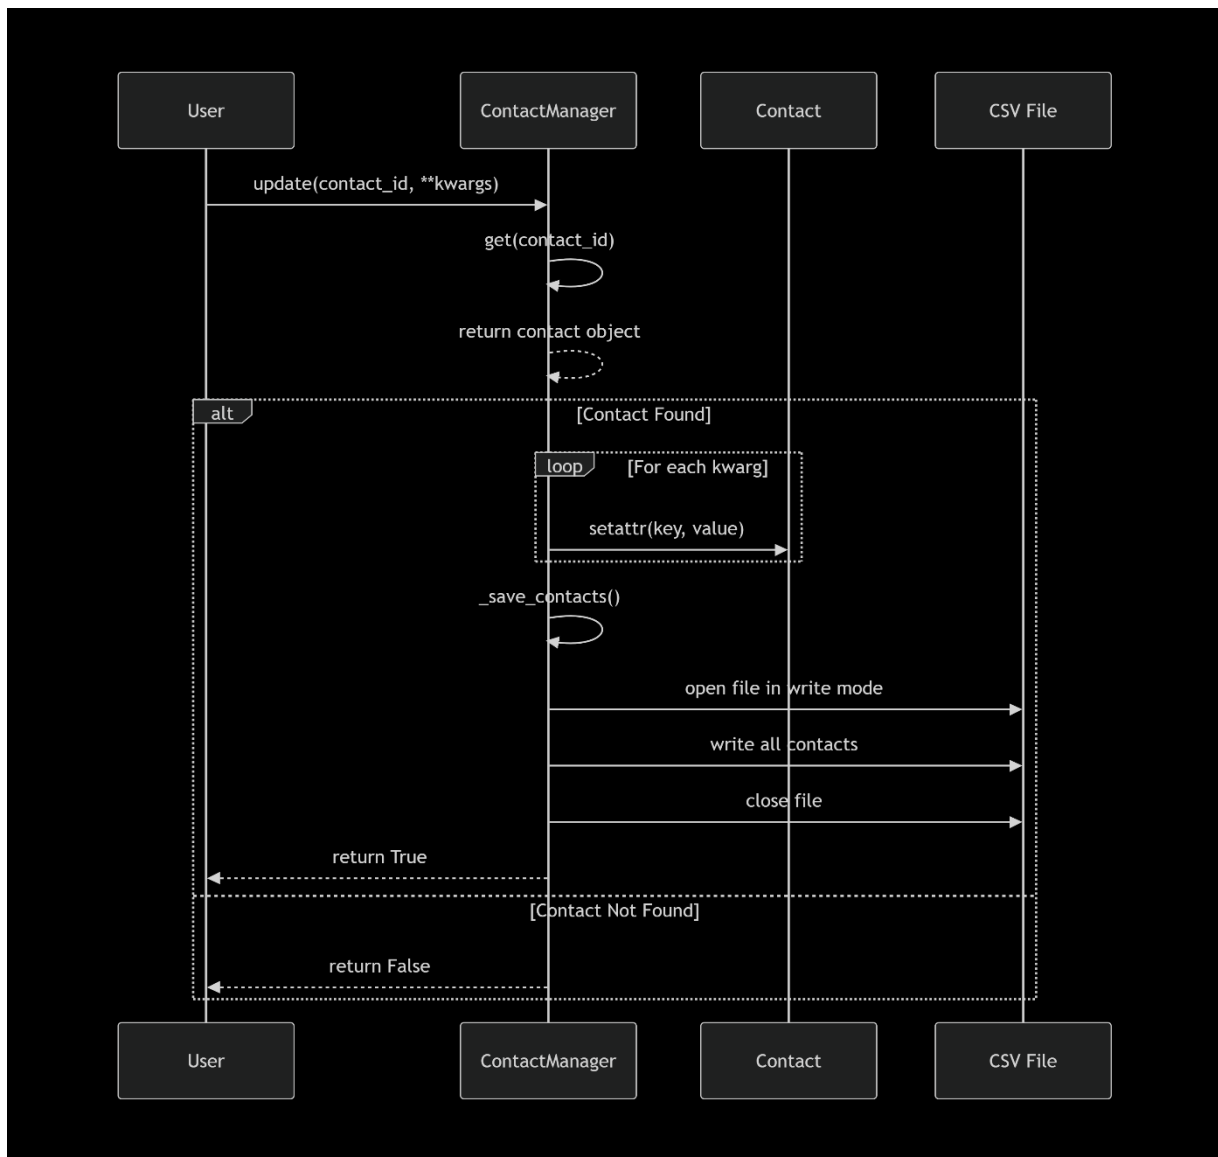 User
ContactManager
Contact
CSV File
update(contact_id, **kwargs)
get(contact_id)
return contact object
alt
[Contact Found]
loop
[For each kwarg]
setattr(key, value)
_save_contacts()
open file in write mode
write all contacts
close file
return True
[Contact Not Found]
return False
User
ContactManager
Contact
CSV File